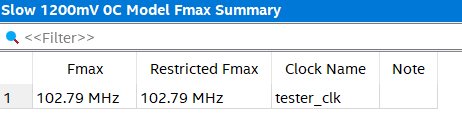 Slow 1200mV 0C Model Fmax Summary
<<Filter>>
Fmax Restricted Fmax Clock Name Note
1 102.79 MHz 102.79 MHz tester_clk